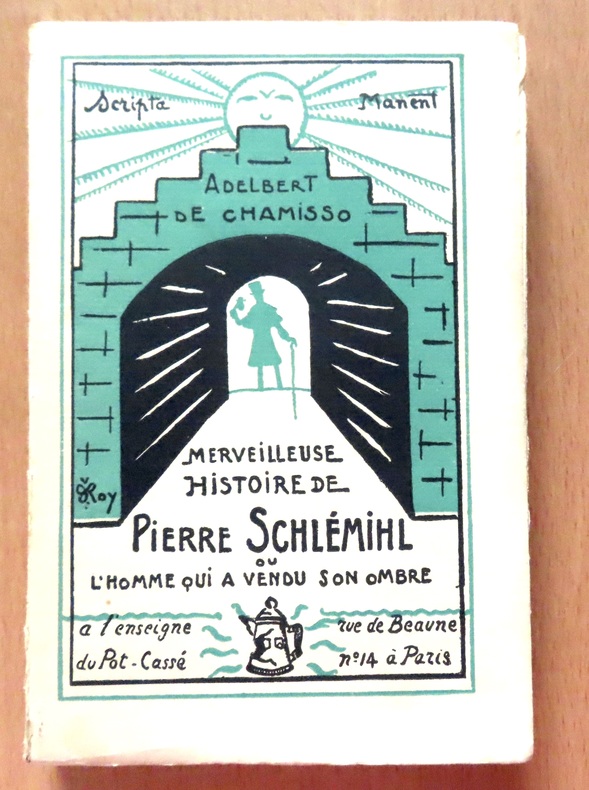 Scripta Manent
ADELBERT
DE CHAMISSO
MERVEILLEUSE
HISTOIRE DE
PIERRE SCHLÉMIHL
OU
L'HOMME QUI A VENDU SON OMBRE
Roy
a l'enseigne
du Pot-Cassé
rue de Beaune
nº14 à Paris